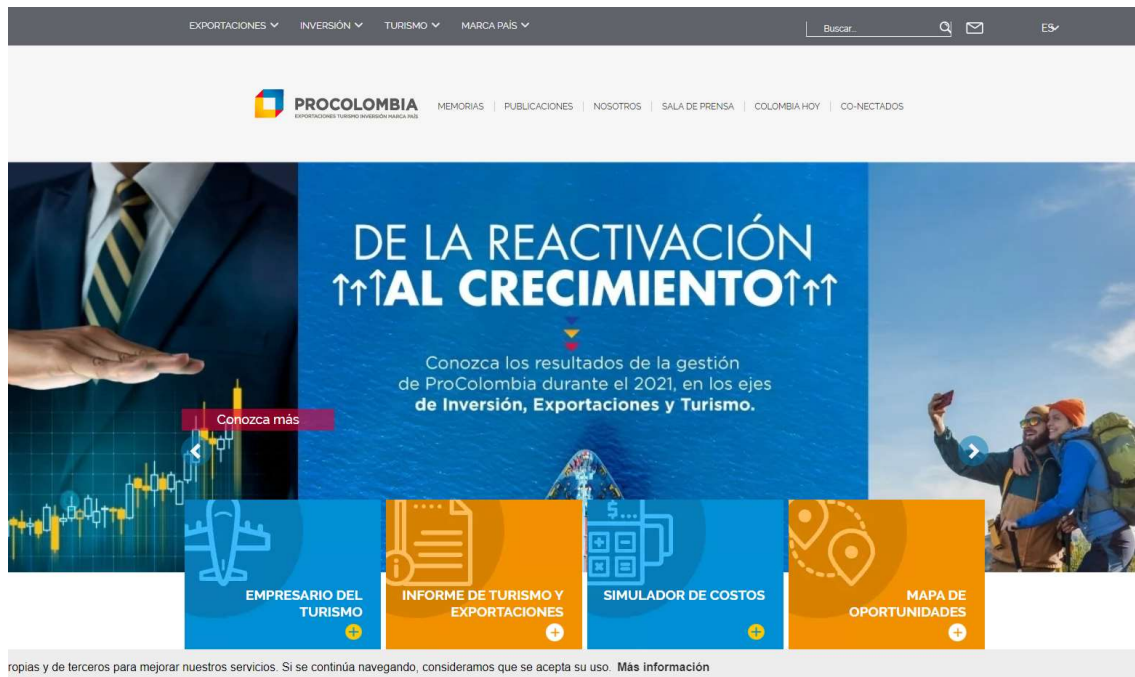 EXPORTACIONES INVERSIÓN TURISMO MARCA PAÍS Buscar... ES
PROCOLOMBIA
EXPORTACIONES TURISMO INVERSIÓN MARCA PAÍS
MEMORIAS | PUBLICACIONES | NOSOTROS | SALA DE PRENSA | COLOMBIA HOY | CO-NECTADOS
DE LA REACTIVACIÓN
↑↑↑AL CRECIMIENTO↑↑↑
Conozca los resultados de la gestión
de ProColombia durante el 2021, en los ejes
de Inversión, Exportaciones y Turismo.
Conozca más
$...
EMPRESARIO DEL
TURISMO
INFORME DE TURISMO Y
EXPORTACIONES
SIMULADOR DE COSTOS
MAPA DE
OPORTUNIDADES
ropias y de terceros para mejorar nuestros servicios. Si se continúa navegando, consideramos que se acepta su uso. Más información